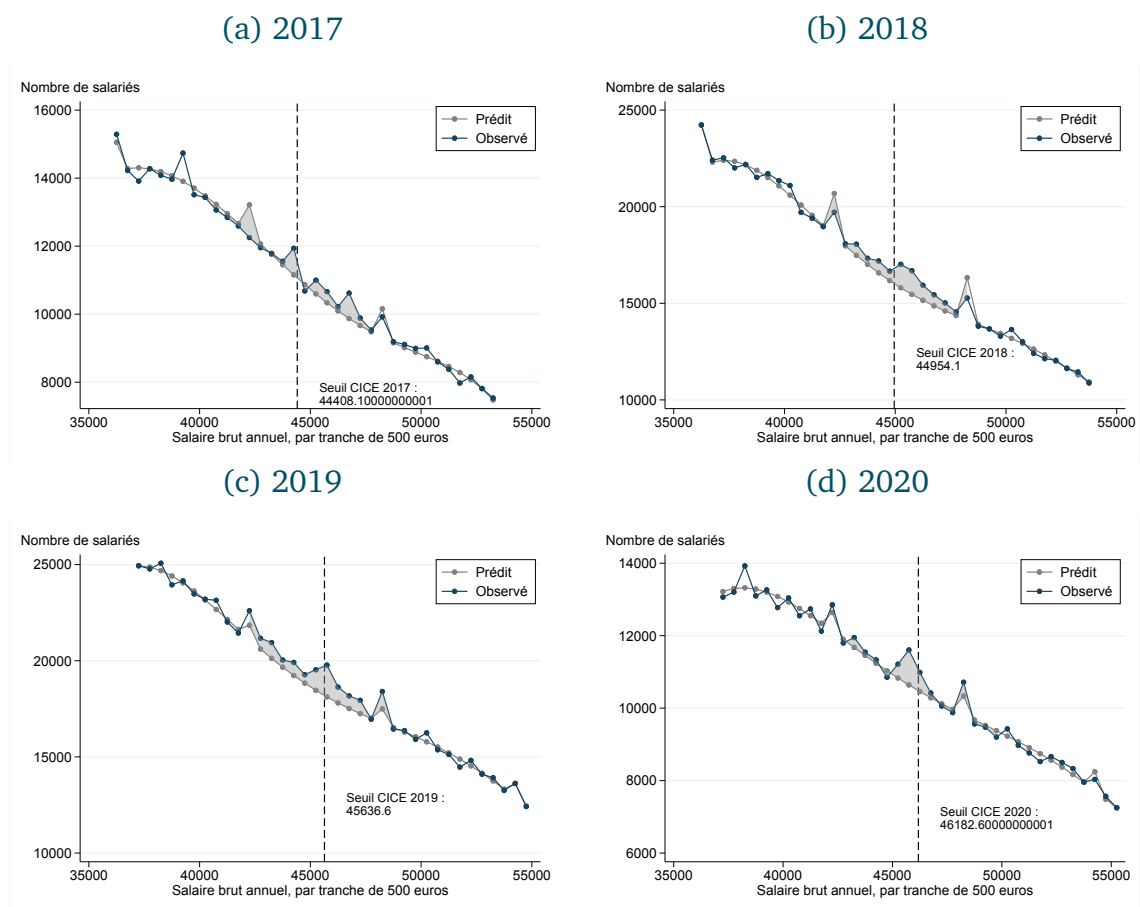 (a) 2017
Nombre de salariés
16000
14000
12000
10000
8000
Prédit
Observé
Seuil CICE 2017 :
44408.10000000001
35000 40000 45000 50000 55000
Salaire brut annuel, par tranche de 500 euros
(b) 2018
Nombre de salariés
25000
20000
15000
10000
Prédit
Observé
Seuil CICE 2018 :
44954.1
35000 40000 45000 50000 55000
Salaire brut annuel, par tranche de 500 euros
(c) 2019
Nombre de salariés
25000
20000
15000
10000
Prédit
Observé
Seuil CICE 2019 :
45636.6
35000 40000 45000 50000 55000
Salaire brut annuel, par tranche de 500 euros
(d) 2020
Nombre de salariés
14000
12000
10000
8000
6000
Prédit
Observé
Seuil CICE 2020 :
46182.60000000001
35000 40000 45000 50000 55000
Salaire brut annuel, par tranche de 500 euros